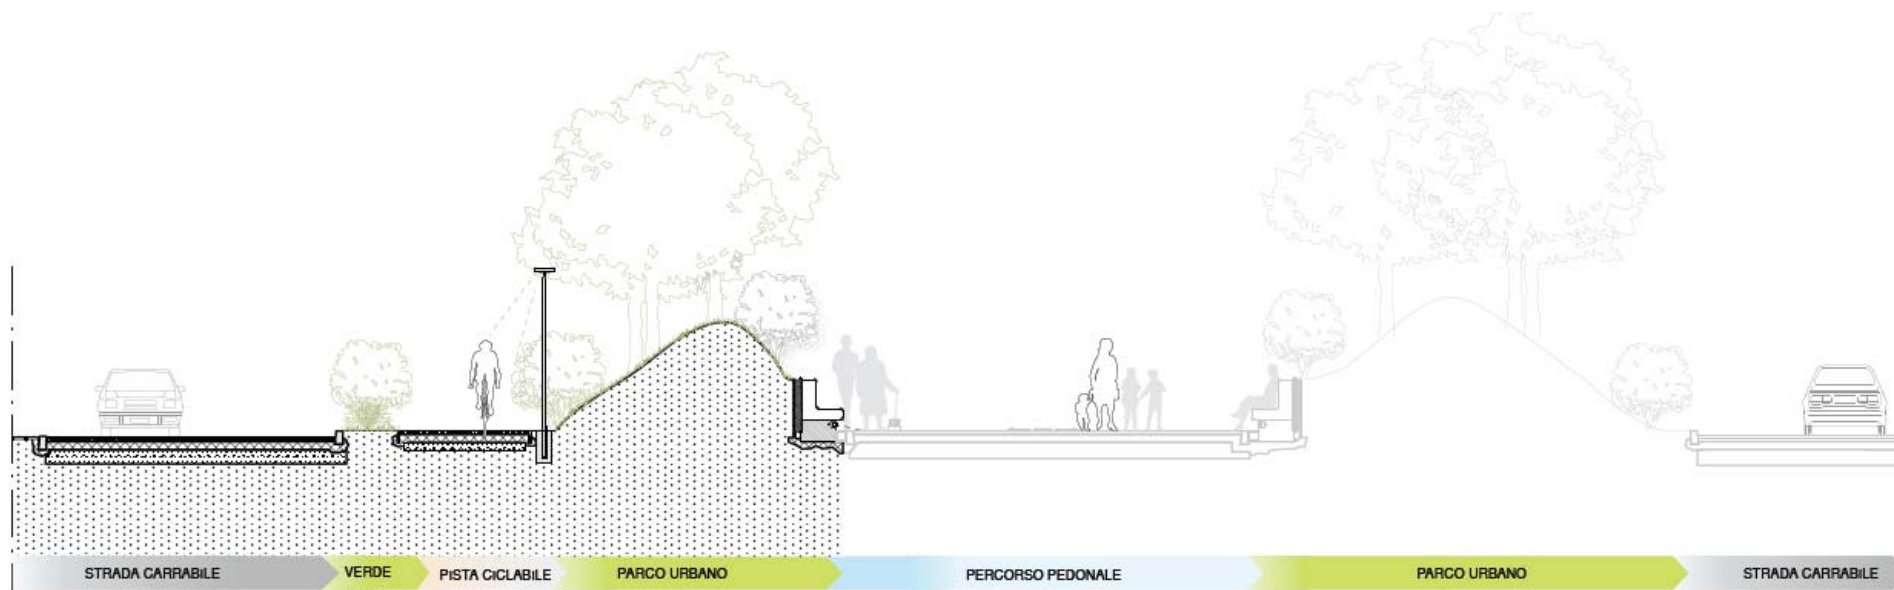 STRADA CARRABILE
VERDE
PISTA CICLABILE
PARCO URBANO
PERCORSO PEDONALE
PARCO URBANO
STRADA CARRABILE